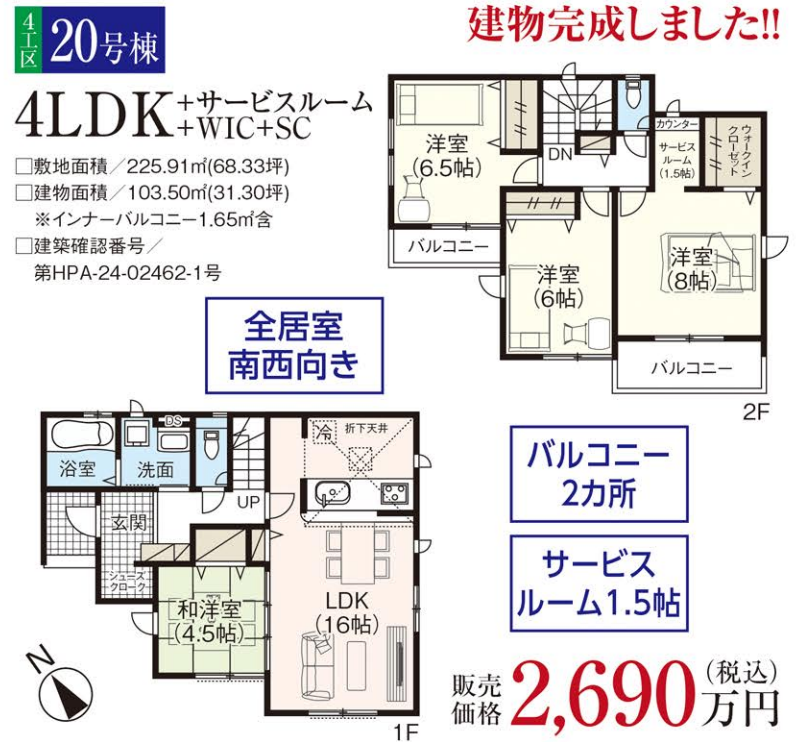 4工区 20号棟
建物完成しました!!
4LDK+サービスルーム
+WIC+SC
□敷地面積／225.91㎡(68.33坪)
□建物面積／103.50㎡(31.30坪)
※インナーバルコニー1.65㎡含
□建築確認番号／
第HPA-24-02462-1号
洋室
(6.5帖)
DN
カウンター
サービス
ルーム
(1.5帖)
ウォークイン
クローゼット
バルコニー
洋室
(6帖)
洋室
(8帖)
バルコニー
2F
全居室
南西向き
浴室
洗面
DS
冷
折下天井
UP
玄関
シューズ
クローク
和洋室
(4.5帖)
LDK
(16帖)
1F
N
バルコニー
2カ所
サービス
ルーム1.5帖
販売
価格
2,690
(税込)
万円